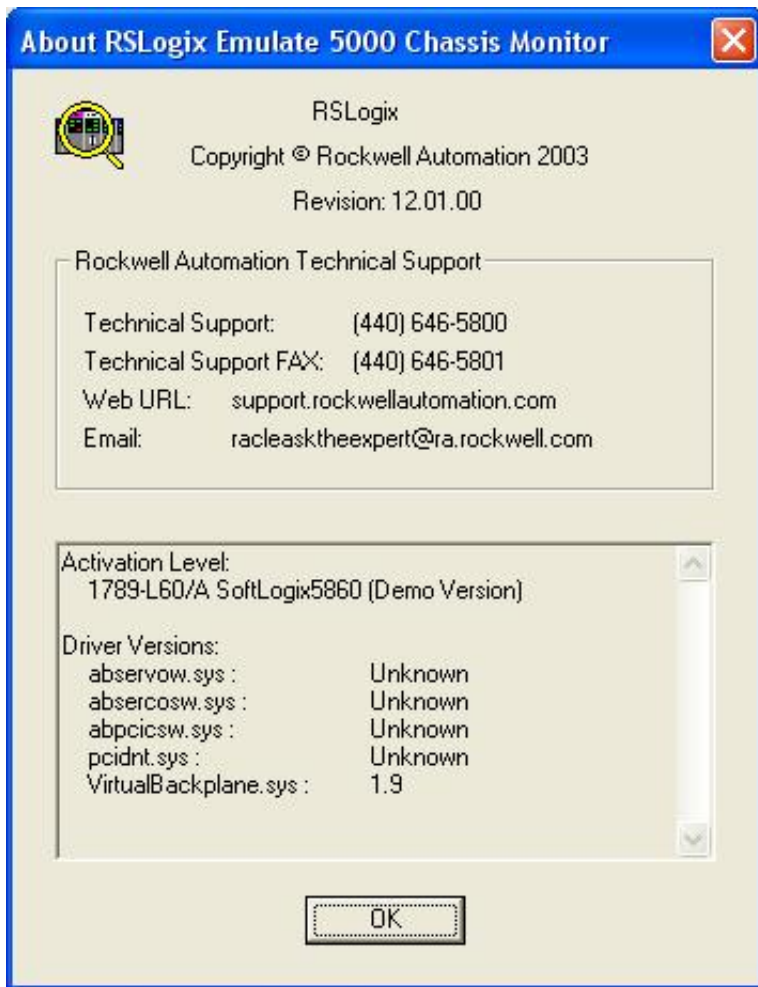 About RSLogix Emulate 5000 Chassis Monitor
RSLogix
Copyright © Rockwell Automation 2003
Revision: 12.01.00
Rockwell Automation Technical Support
Technical Support: (440) 646-5800
Technical Support FAX: (440) 646-5801
Web URL: support.rockwellautomation.com
Email: racleasktheexpert@ra.rockwell.com
Activation Level:
1789-L60/A SoftLogix5860 (Demo Version)
Driver Versions:
abservow.sys : Unknown
absercosw.sys : Unknown
abpcicsw.sys : Unknown
pcidnt.sys : Unknown
VirtualBackplane.sys : 1.9
OK